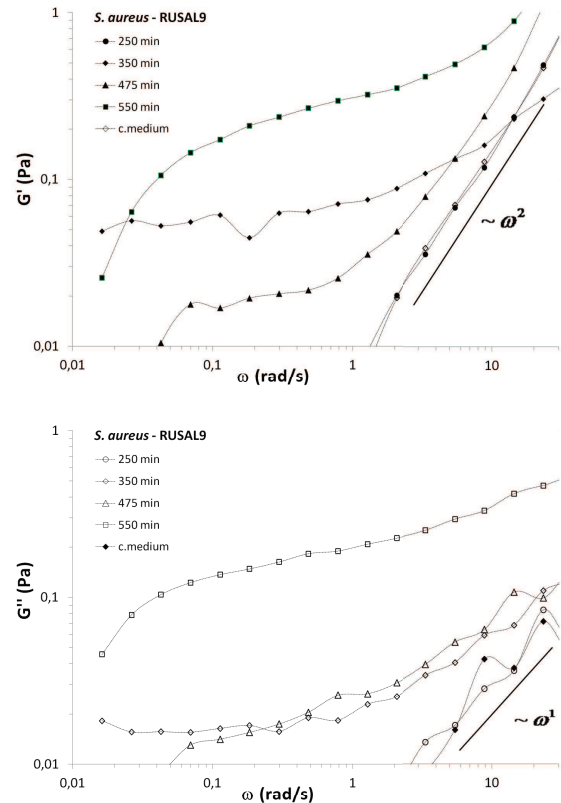 S. aureus - RUSAL9
250 min
350 min
475 min
550 min
c.medium
G' (Pa)
1
0,1
0,01
~ ω²
0,01
0,1
1
10
ω (rad/s)
S. aureus - RUSAL9
250 min
350 min
475 min
550 min
c.medium
G'' (Pa)
1
0,1
0,01
~ ω¹
0,01
0,1
1
10
ω (rad/s)